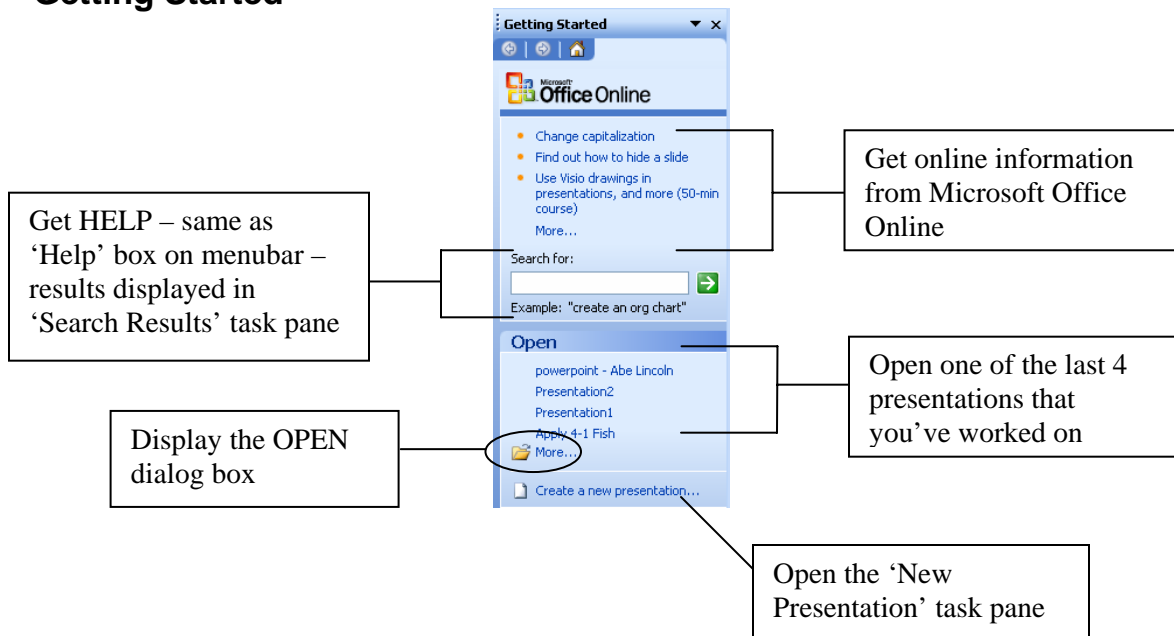 Getting Started
Getting Started
Microsoft
Office Online
Change capitalization
Find out how to hide a slide
Use Visio drawings in
presentations, and more (50-min
course)
More...
Search for:
Example: "create an org chart"
Open
powerpoint - Abe Lincoln
Presentation2
Presentation1
Apply 4-1 Fish
More...
Create a new presentation...
Get online information
from Microsoft Office
Online
Get HELP – same as
‘Help’ box on menubar –
results displayed in
‘Search Results’ task pane
Open one of the last 4
presentations that
you’ve worked on
Display the OPEN
dialog box
Open the ‘New
Presentation’ task pane